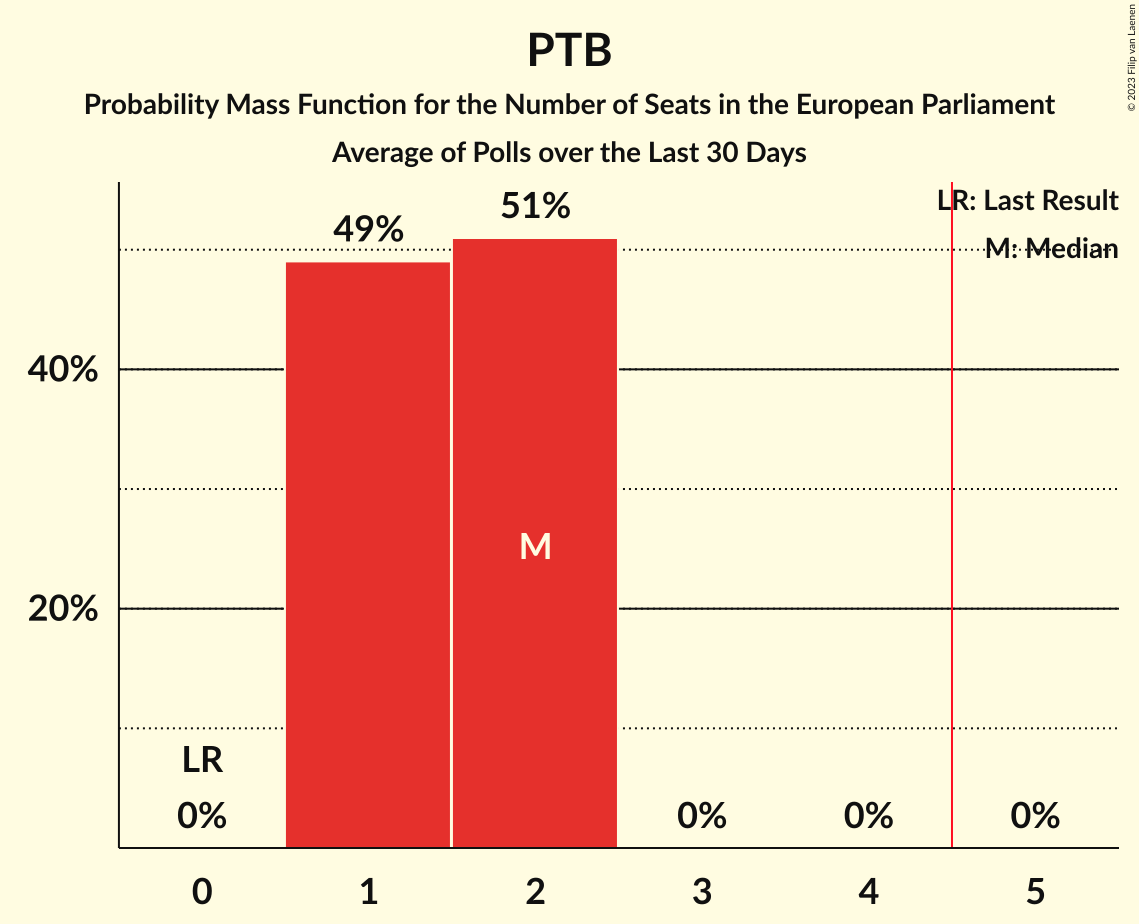 PTB
Probability Mass Function for the Number of Seats in the European Parliament
Average of Polls over the Last 30 Days
© 2023 Filip van Laenen
LR: Last Result
M: Median
49%
51%
40%
20%
M
LR
0%
0%
0%
0%
0
1
2
3
4
5